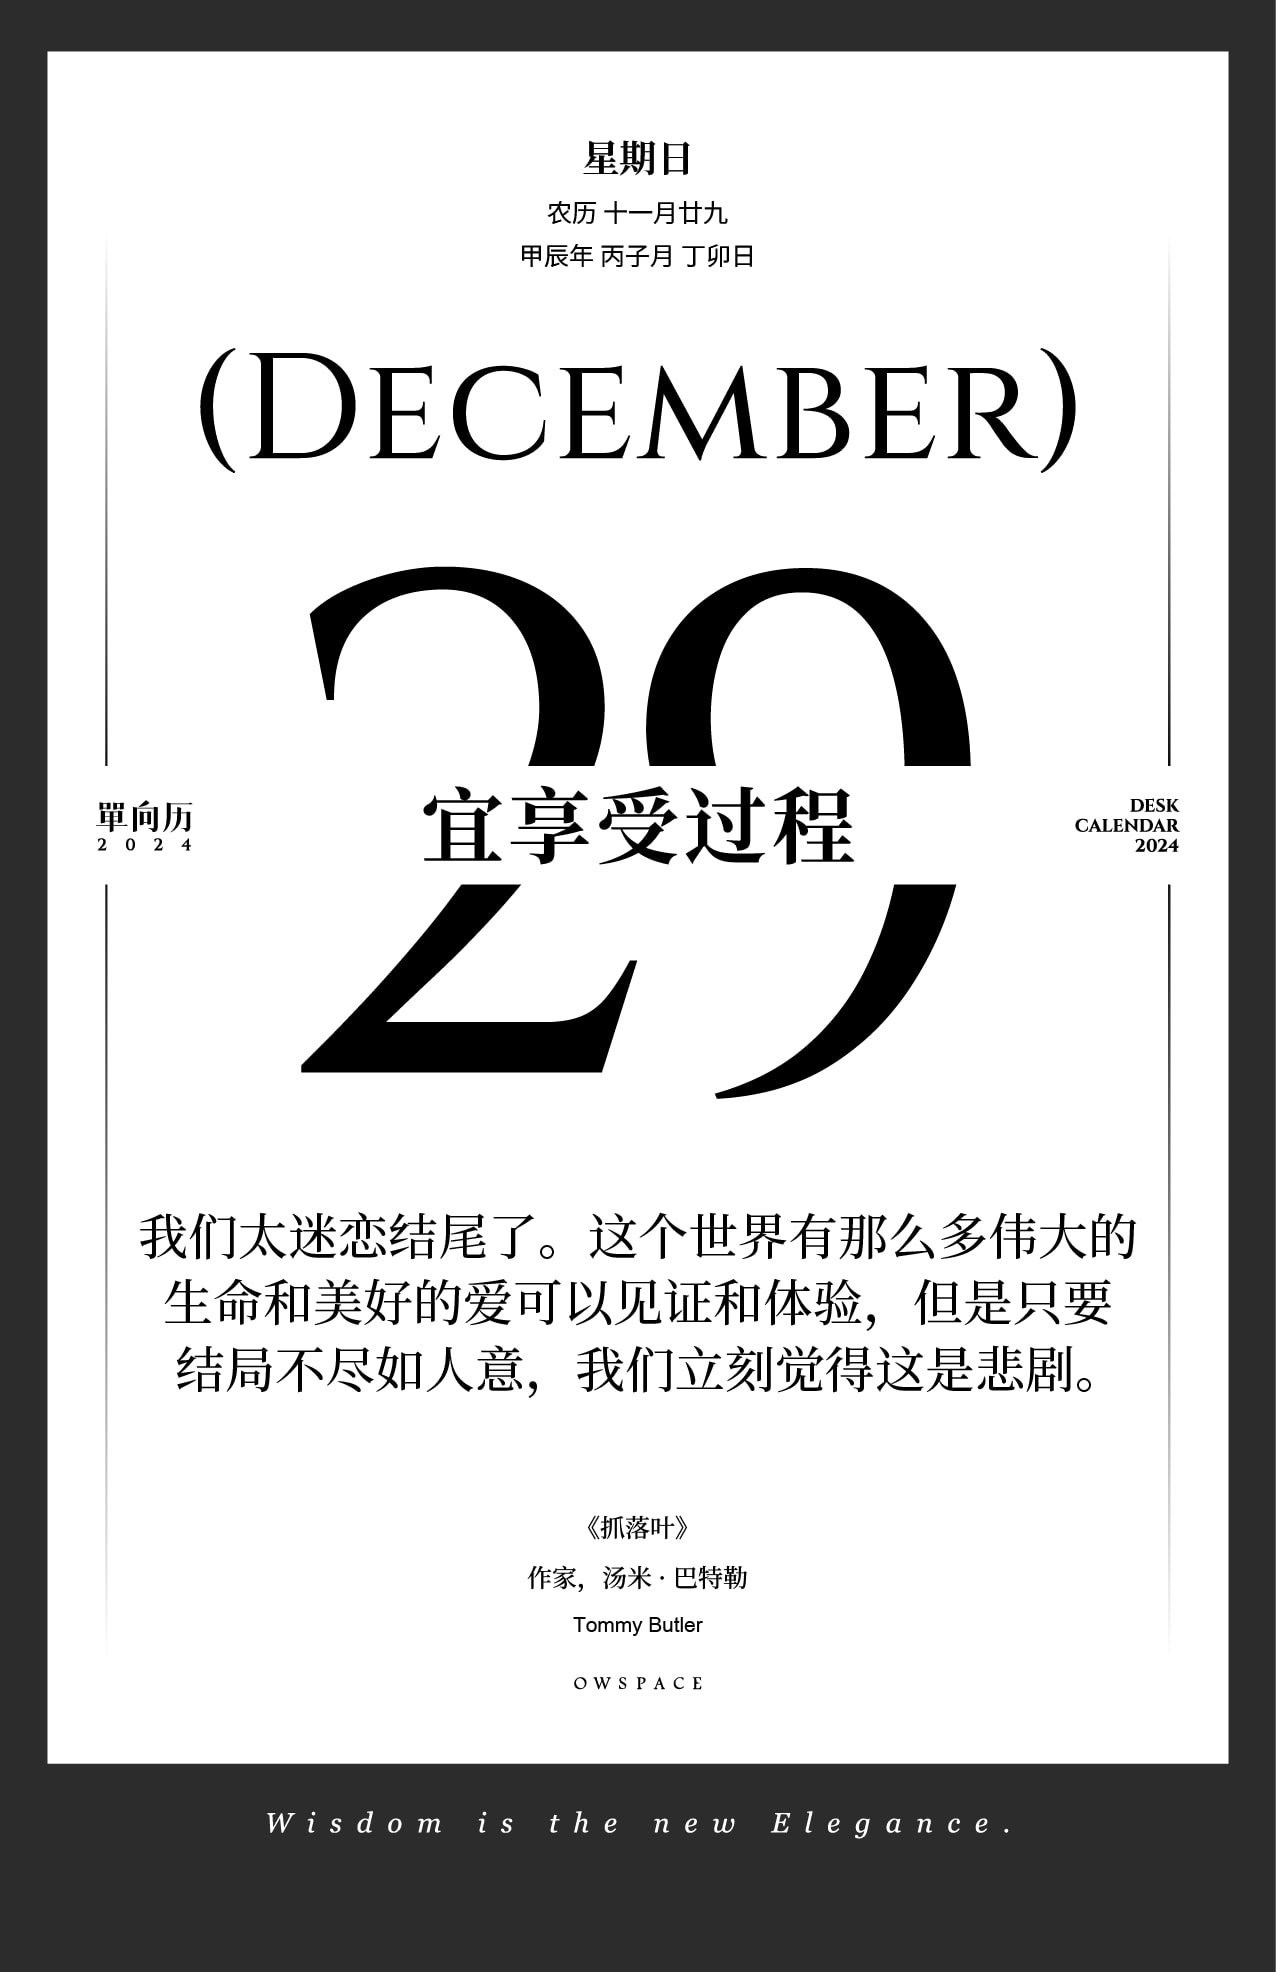 星期日
农历 十一月廿九
甲辰年 丙子月 丁卯日
(DECEMBER)
29
單向历
2024
宜享受过程
DESK
CALENDAR
2024
我们太迷恋结尾了。这个世界有那么多伟大的
生命和美好的爱可以见证和体验，但是只要
结局不尽如人意，我们立刻觉得这是悲剧。
《抓落叶》
作家，汤米 · 巴特勒
Tommy Butler
OWSPACE
Wisdom is the new Elegance.